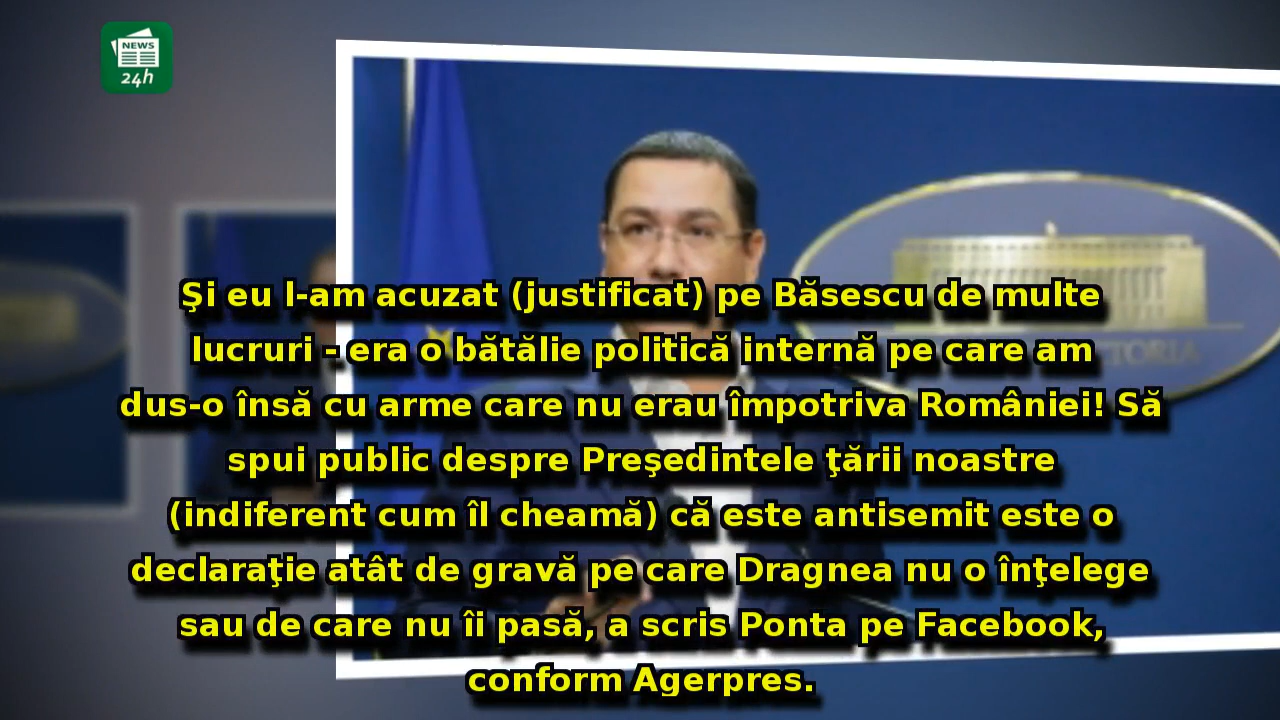 NEWS
24h
Şi eu l-am acuzat (justificat) pe Băsescu de multe
lucruri - era o bătălie politică internă pe care am
dus-o însă cu arme care nu erau împotriva României! Să
spui public despre Preşedintele ţării noastre
(indiferent cum îl cheamă) că este antisemit este o
declaraţie atât de gravă pe care Dragnea nu o înţelege
sau de care nu îi pasă, a scris Ponta pe Facebook,
conform Agerpres.